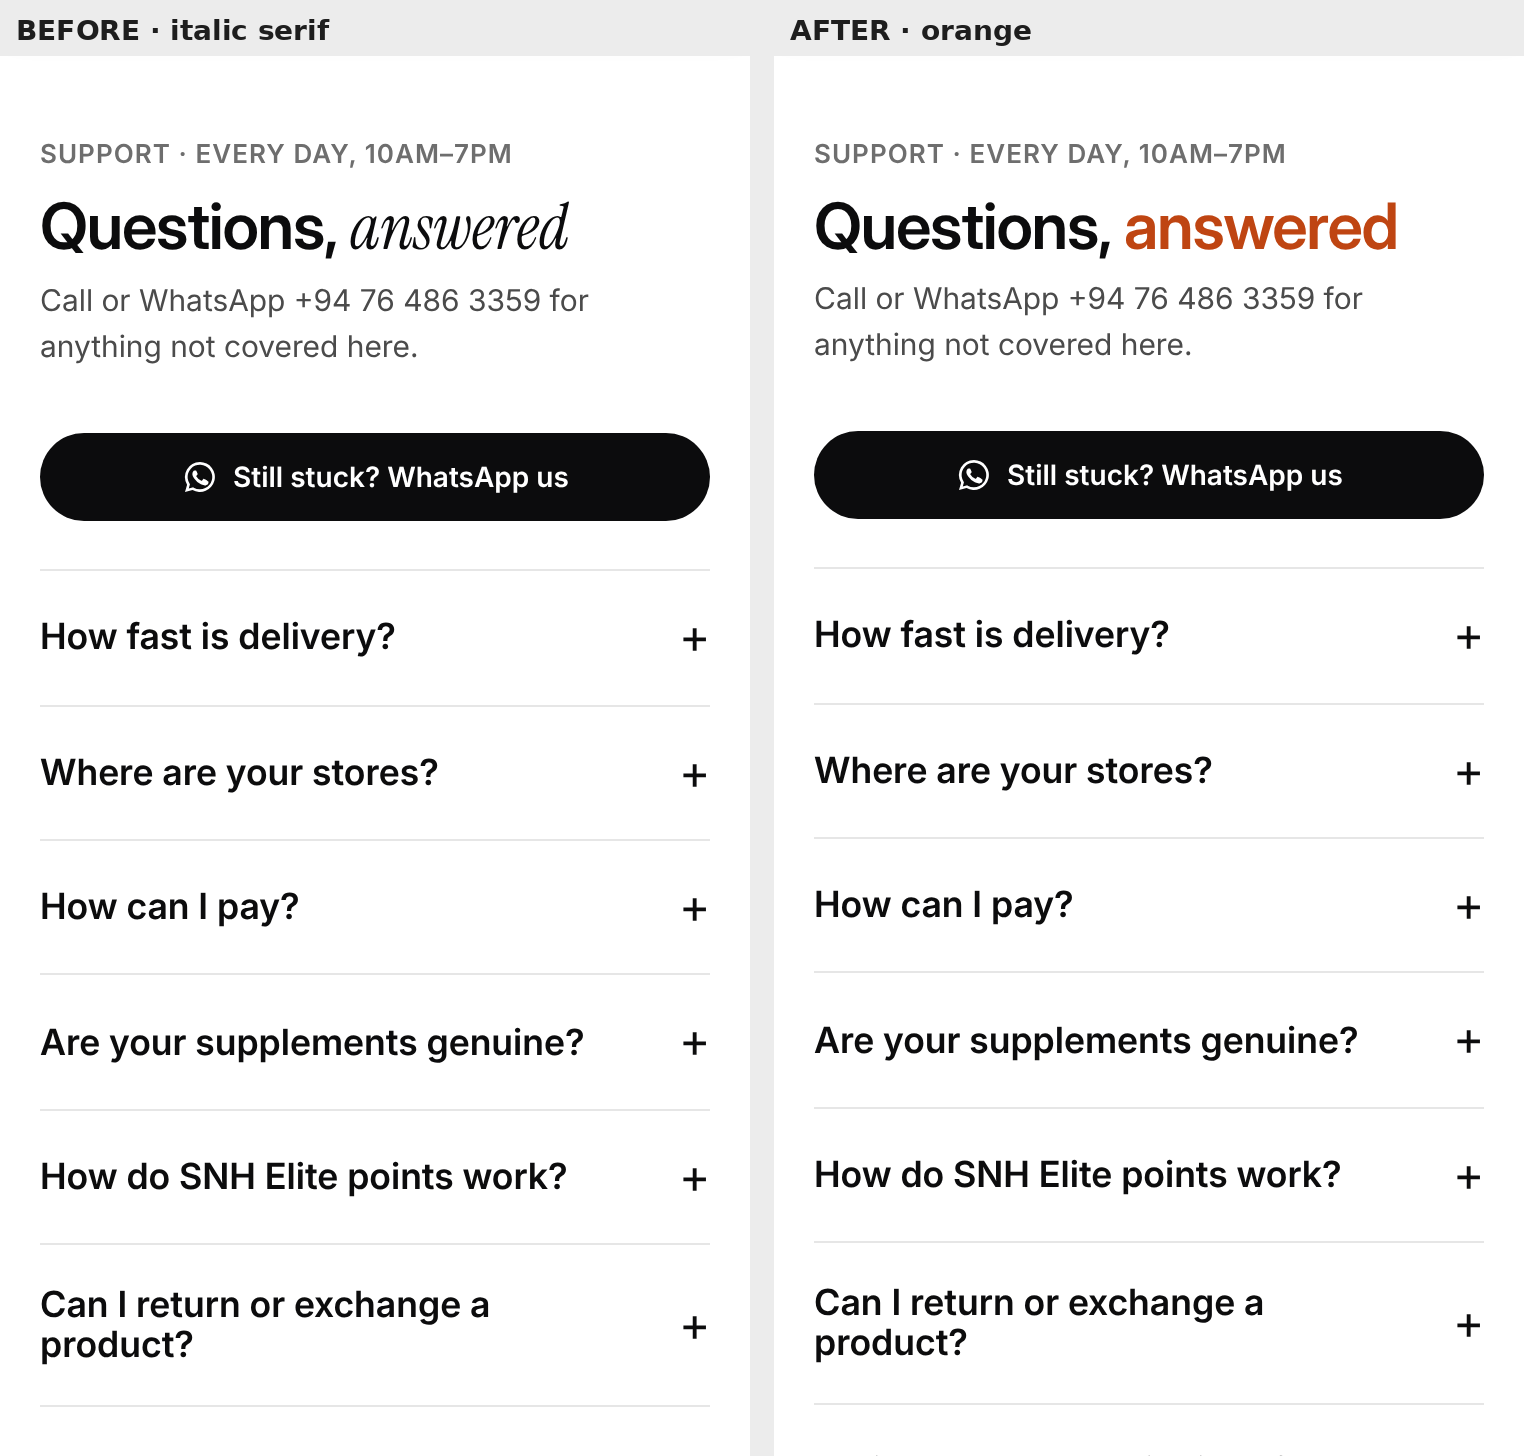 BEFORE · italic serif
SUPPORT · EVERY DAY, 10AM–7PM
Questions, answered
Call or WhatsApp +94 76 486 3359 for
anything not covered here.
Still stuck? WhatsApp us
How fast is delivery? +
Where are your stores? +
How can I pay? +
Are your supplements genuine? +
How do SNH Elite points work? +
Can I return or exchange a
product? +
AFTER · orange
SUPPORT · EVERY DAY, 10AM–7PM
Questions, answered
Call or WhatsApp +94 76 486 3359 for
anything not covered here.
Still stuck? WhatsApp us
How fast is delivery? +
Where are your stores? +
How can I pay? +
Are your supplements genuine? +
How do SNH Elite points work? +
Can I return or exchange a
product? +